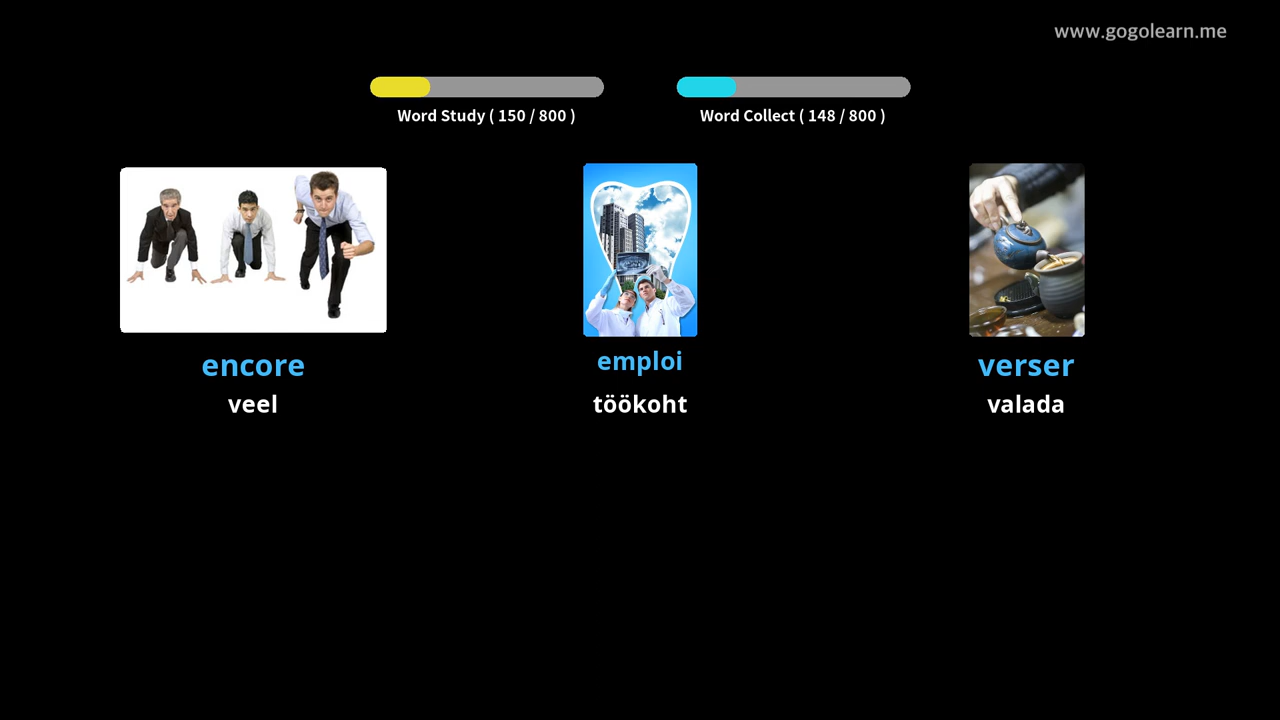 www.gogolearn.me
Word Study ( 150 / 800 )
Word Collect ( 148 / 800 )
encore
emploi
verser
veel
töökoht
valada